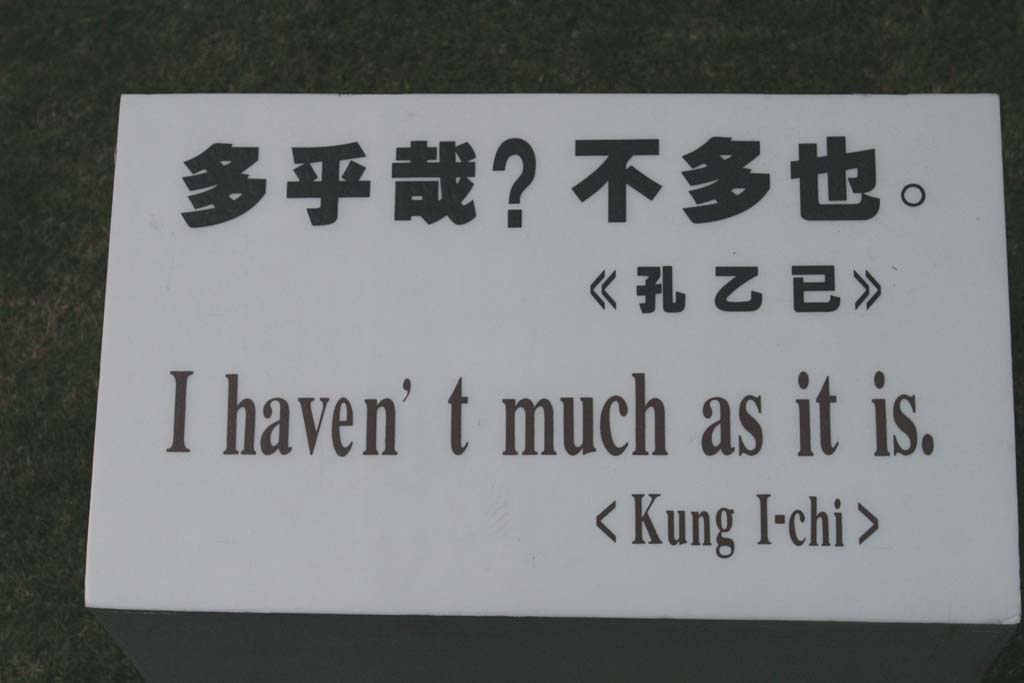 多乎哉?不多也。
《孔乙已》
I haven't much as it is.
<Kung I-chi>